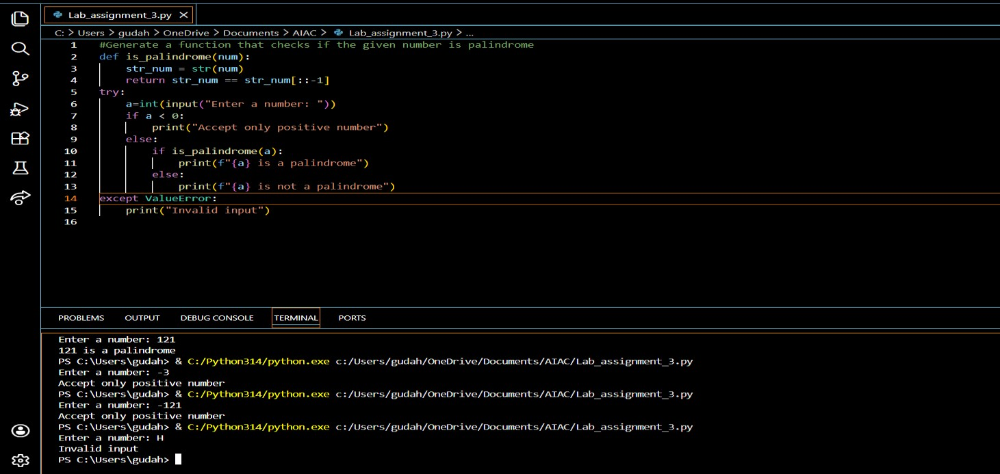 Lab_assignment_3.py ×
C: > Users > gudah > OneDrive > Documents > AIAC > Lab_assignment_3.py > ...
1 #Generate a function that checks if the given number is palindrome
2 def is_palindrome(num):
3     str_num = str(num)
4     return str_num == str_num[::-1]
5 try:
6     a=int(input("Enter a number: "))
7     if a < 0:
8         print("Accept only positive number")
9     else:
10         if is_palindrome(a):
11             print(f"{a} is a palindrome")
12         else:
13             print(f"{a} is not a palindrome")
14 except ValueError:
15     print("Invalid input")
16
PROBLEMS OUTPUT DEBUG CONSOLE TERMINAL PORTS
Enter a number: 121
121 is a palindrome
PS C:\Users\gudah> & C:/Python314/python.exe c:/Users/gudah/OneDrive/Documents/AIAC/Lab_assignment_3.py
Enter a number: -3
Accept only positive number
PS C:\Users\gudah> & C:/Python314/python.exe c:/Users/gudah/OneDrive/Documents/AIAC/Lab_assignment_3.py
Enter a number: -121
Accept only positive number
PS C:\Users\gudah> & C:/Python314/python.exe c:/Users/gudah/OneDrive/Documents/AIAC/Lab_assignment_3.py
Enter a number: H
Invalid input
PS C:\Users\gudah>